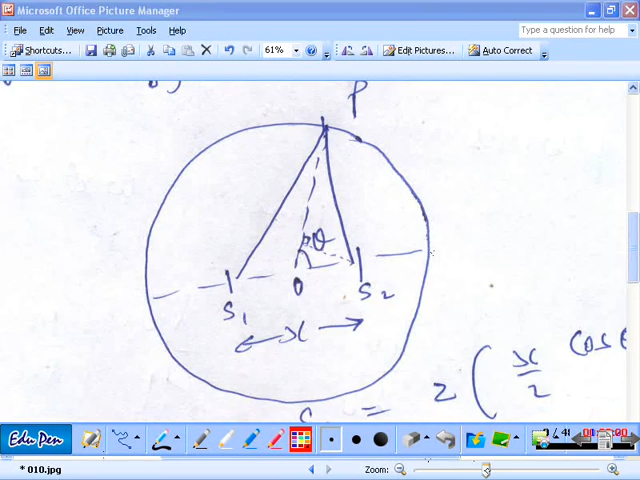 Microsoft Office Picture Manager
File Edit View Picture Tools Help
Type a question for help
Shortcuts... 61% Edit Pictures... Auto Correct
P
θ
O
S₁
S₂
x
= 2 ( x/2 cos θ
Edu Pen
* 010.jpg
Zoom: